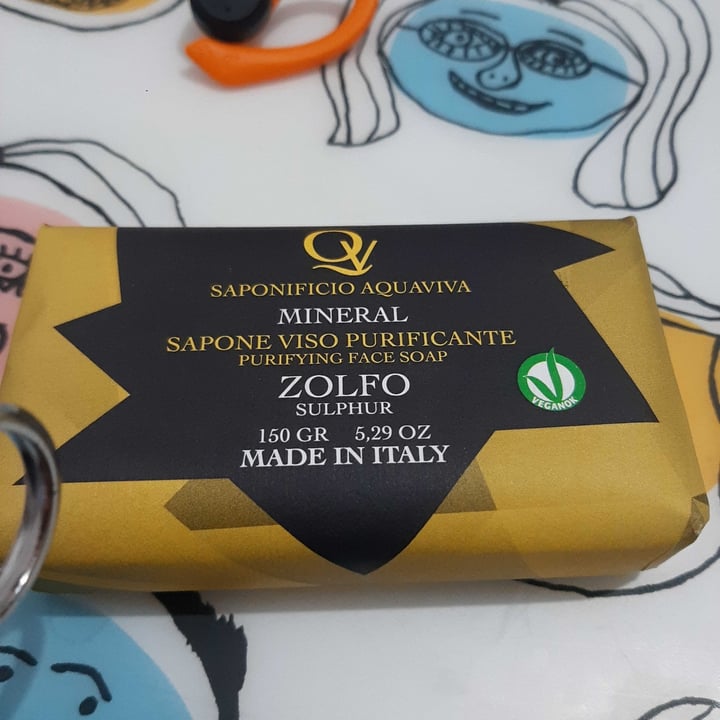 QV
SAPONIFICIO AQUAVIVA
MINERAL
SAPONE VISO PURIFICANTE
PURIFYING FACE SOAP
ZOLFO
SULPHUR
150 GR 5,29 OZ
MADE IN ITALY
VEGANOK